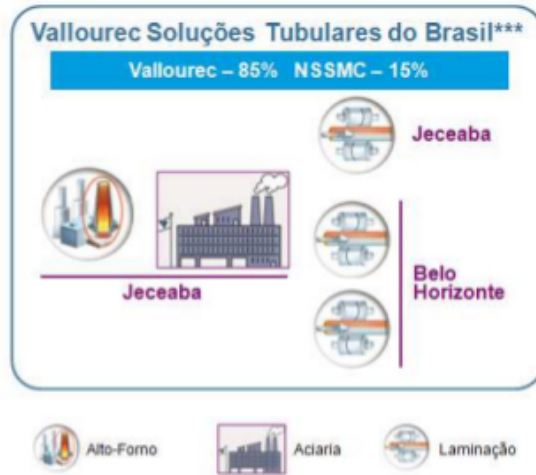 Vallourec Soluções Tubulares do Brasil***
Vallourec – 85% NSSMC – 15%
Jeceaba
Jeceaba
Belo
Horizonte
Alto-Forno
Aciaria
Laminação